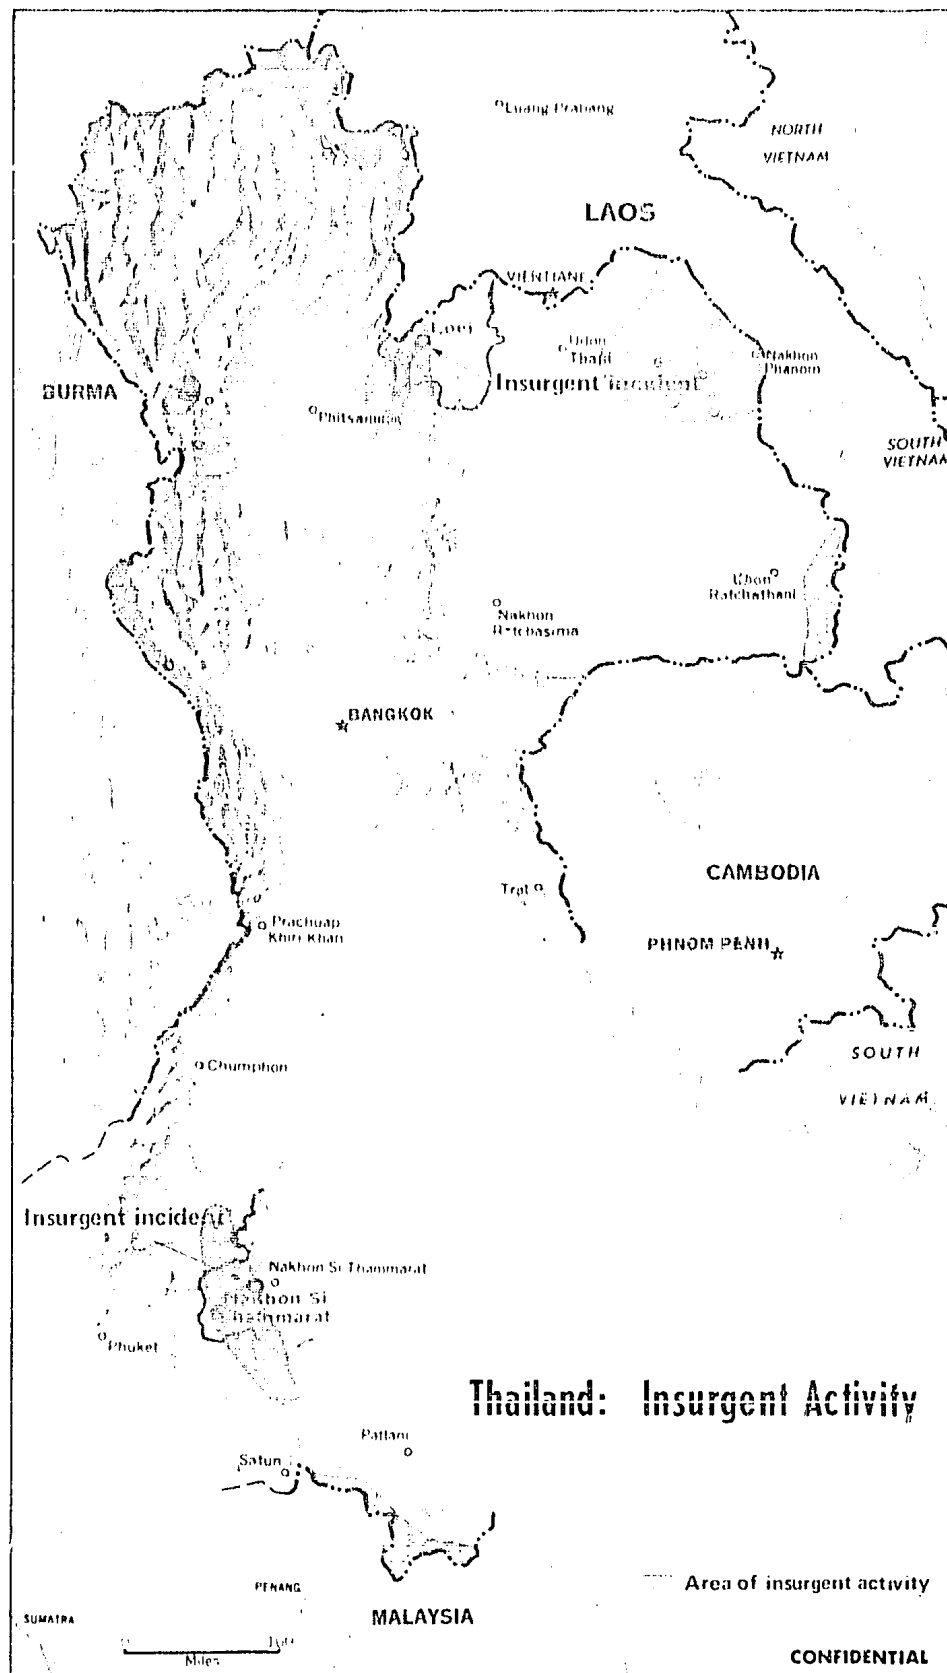 Luang Prabang
NORTH
VIETNAM
LAOS
VIENTIANE
Loei
Udon
Thani
Nakhon
Phanom
Insurgent incident
BURMA
Phitsanulok
SOUTH
VIETNAM
Ubon
Ratchathani
Nakhon
Ratchasima
BANGKOK
CAMBODIA
Trat
Prachuap
Khiri Khan
PHNOM PENH
SOUTH
VIETNAM
Chumphon
Insurgent incident
Nakhon Si Thammarat
Nakhon Si
Thammarat
Phuket
Thailand: Insurgent Activity
Pattani
Satun
Area of insurgent activity
PENANG
SUMATRA
MALAYSIA
0 100
Miles
CONFIDENTIAL